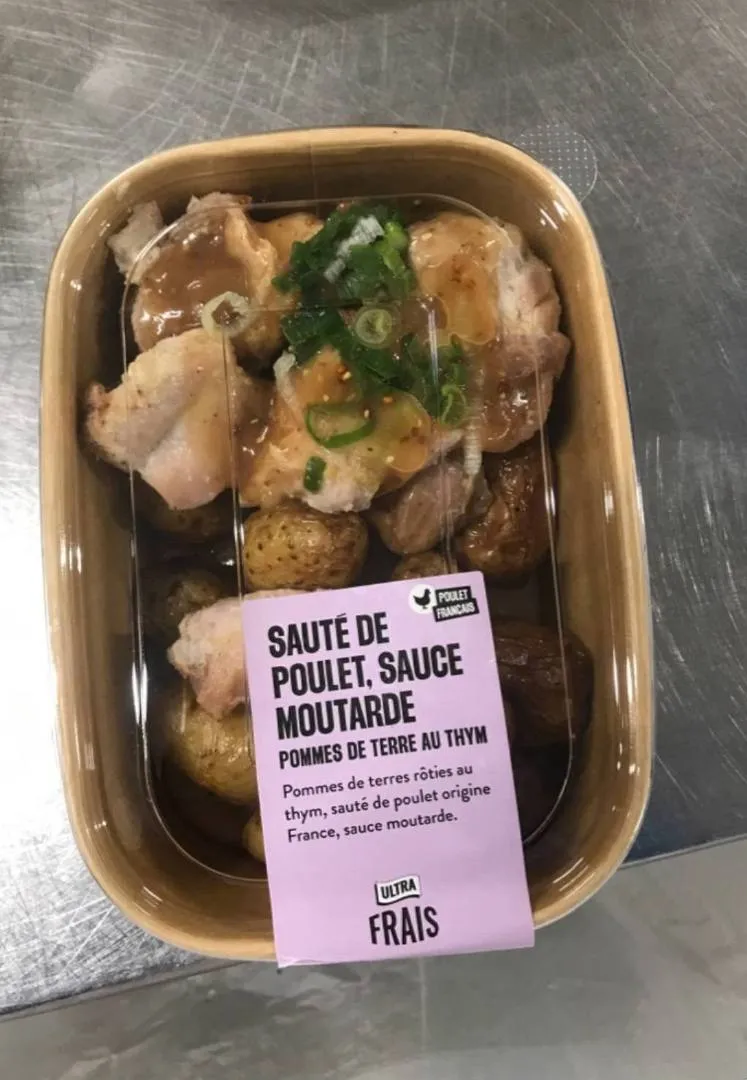 POULET
FRANÇAIS
SAUTÉ DE
POULET, SAUCE
MOUTARDE
POMMES DE TERRE AU THYM
Pommes de terres rôties au
thym, sauté de poulet origine
France, sauce moutarde.
ULTRA
FRAIS